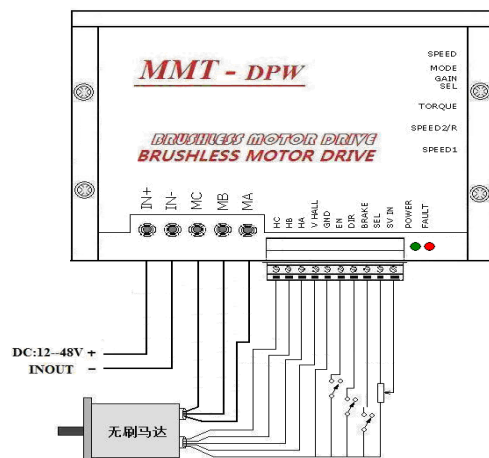 MMT - DPW
SPEED
MODE
GAIN
SEL
TORQUE
SPEED2/R
SPEED1
BRUSHLESS MOTOR DRIVE
BRUSHLESS MOTOR DRIVE
IN+
IN-
MC
MB
MA
HC
HB
HA
V HALL
GND
EN
DIR
BRAKE
SEL
SV IN
POWER
FAULT
DC:12--48V +
INOUT −
无刷马达